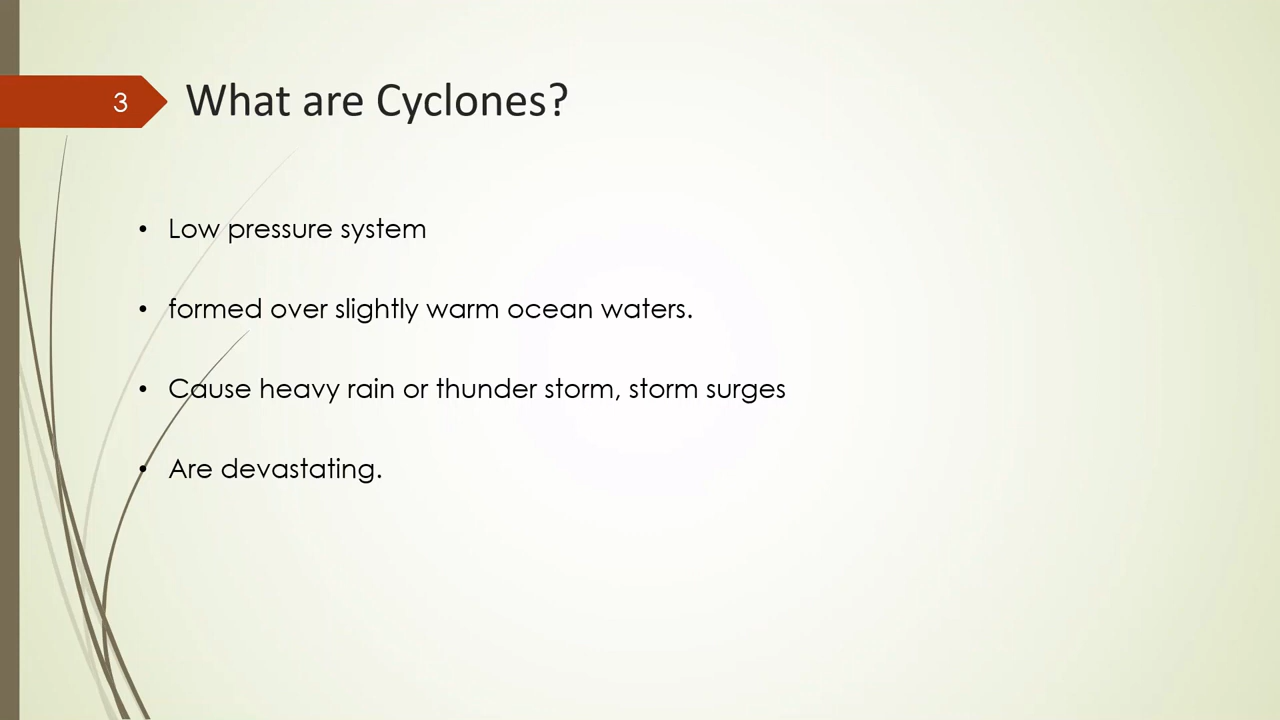 3
What are Cyclones?
• Low pressure system
• formed over slightly warm ocean waters.
• Cause heavy rain or thunder storm, storm surges
• Are devastating.